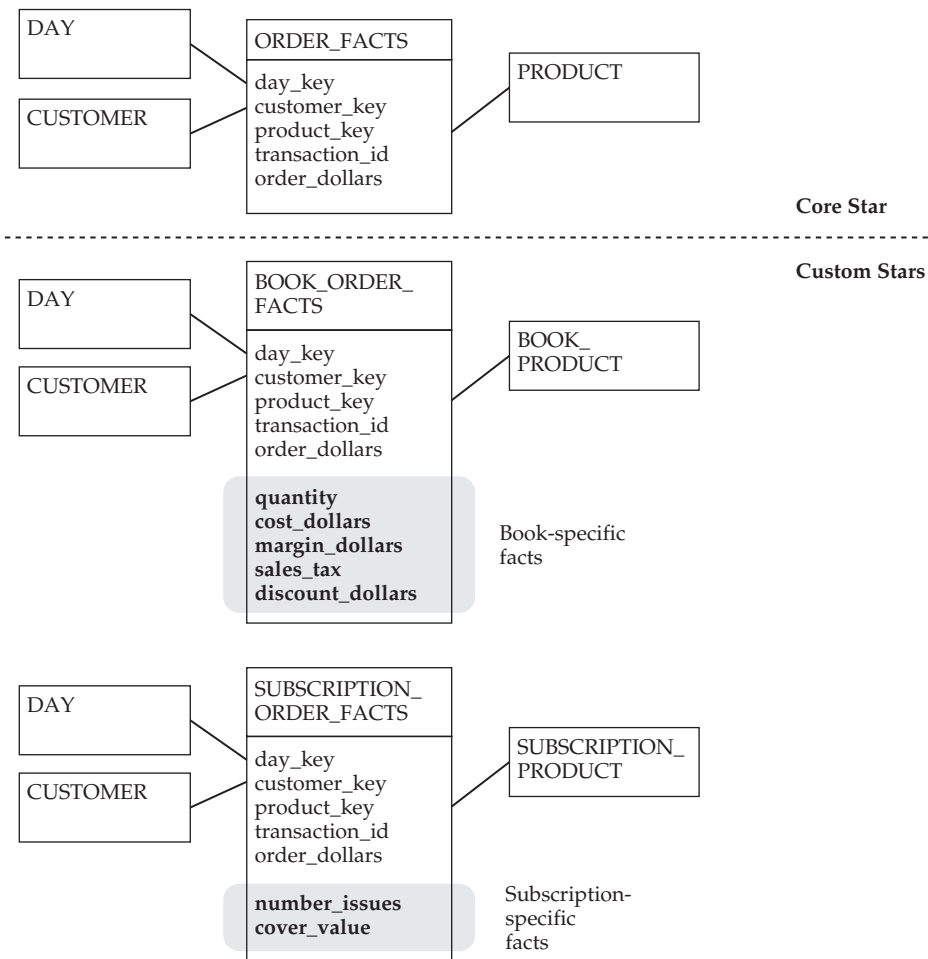 DAY
ORDER_FACTS
day_key
customer_key
product_key
transaction_id
order_dollars
PRODUCT
CUSTOMER
Core Star
Custom Stars
DAY
BOOK_ORDER_
FACTS
day_key
customer_key
product_key
transaction_id
order_dollars
BOOK_
PRODUCT
CUSTOMER
quantity
cost_dollars
margin_dollars
sales_tax
discount_dollars
Book-specific
facts
DAY
SUBSCRIPTION_
ORDER_FACTS
day_key
customer_key
product_key
transaction_id
order_dollars
SUBSCRIPTION_
PRODUCT
CUSTOMER
number_issues
cover_value
Subscription-
specific
facts